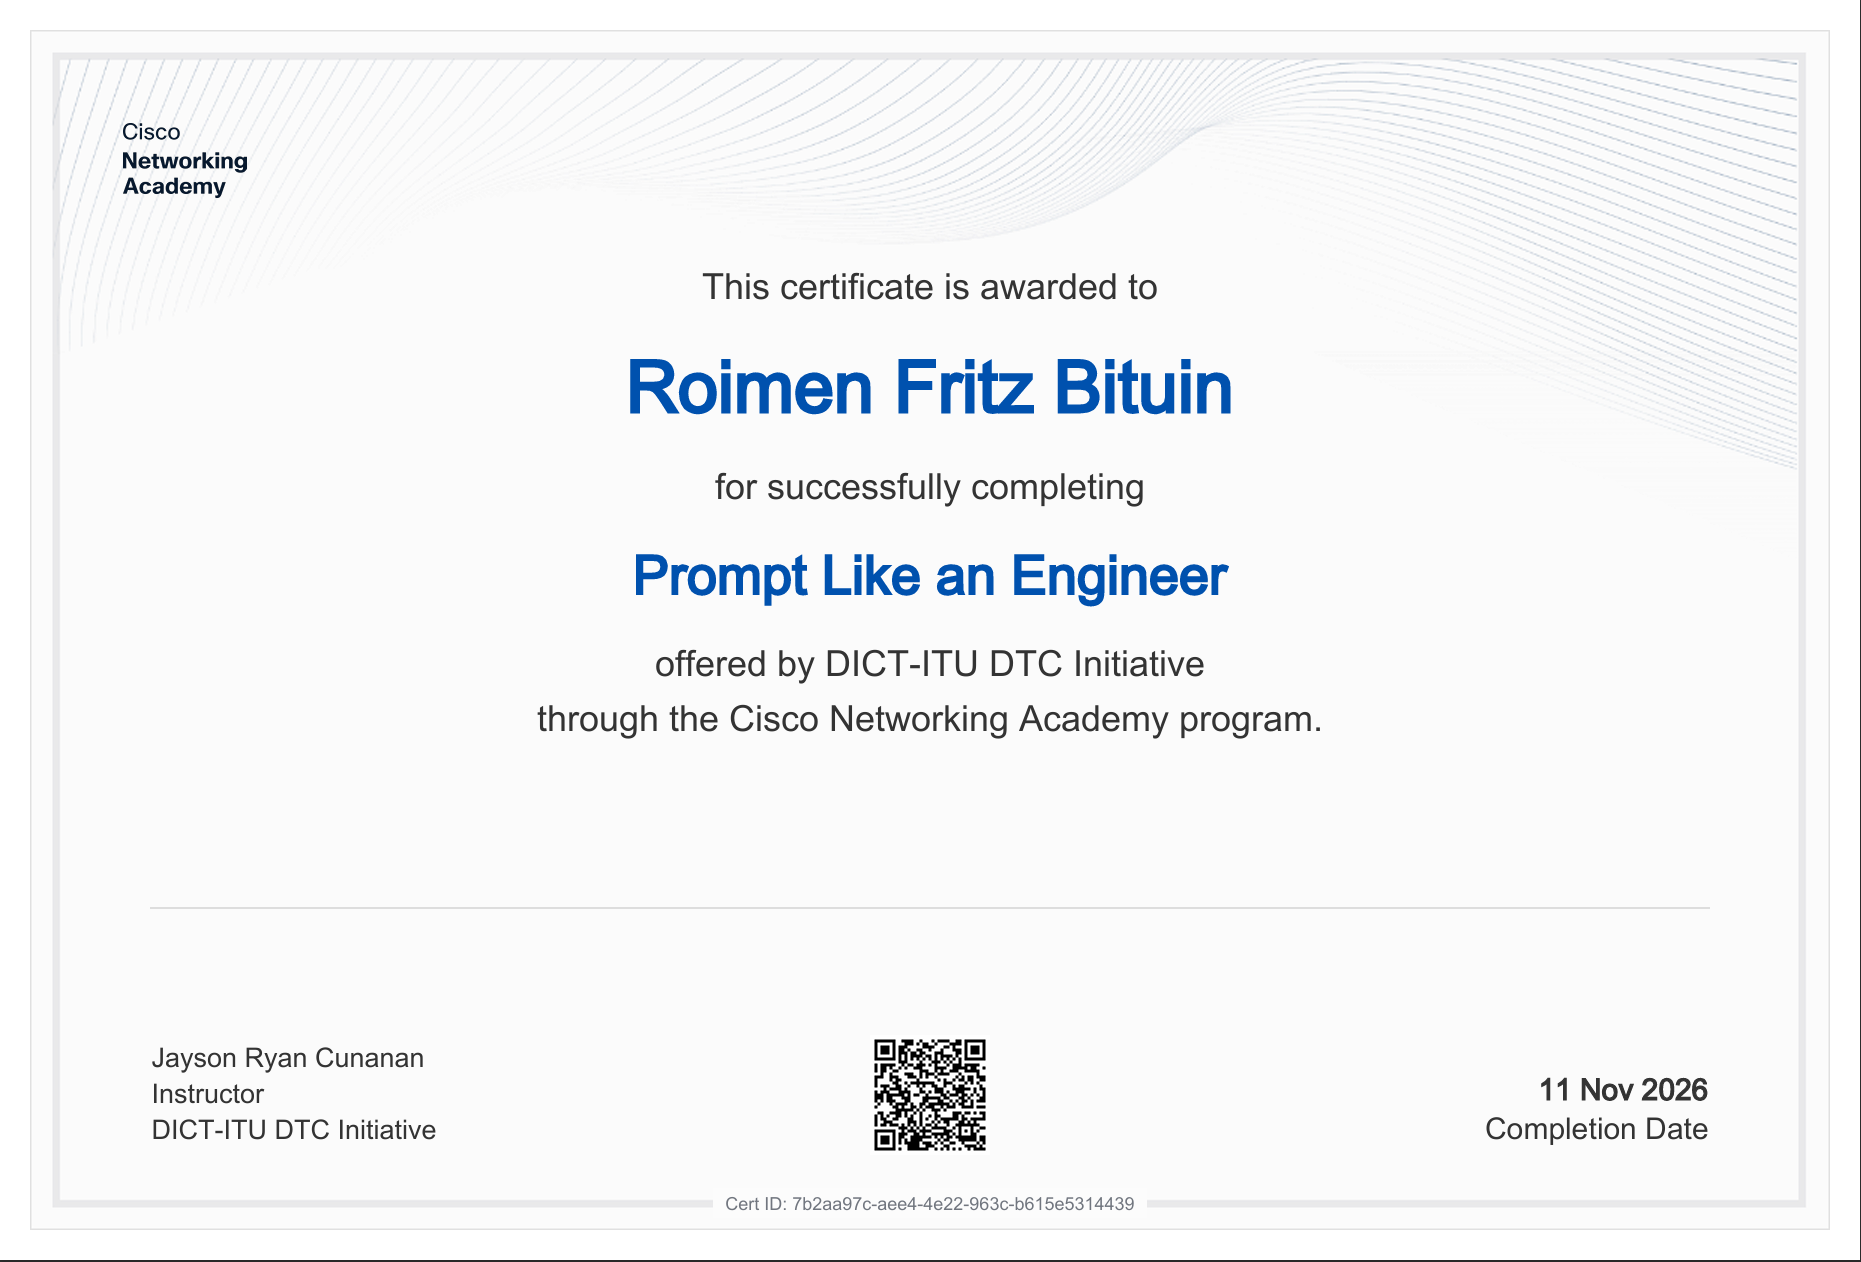 Cisco
Networking
Academy
This certificate is awarded to
Roimen Fritz Bituin
for successfully completing
Prompt Like an Engineer
offered by DICT-ITU DTC Initiative
through the Cisco Networking Academy program.
Jayson Ryan Cunanan
Instructor
DICT-ITU DTC Initiative
11 Nov 2026
Completion Date
Cert ID: 7b2aa97c-aee4-4e22-963c-b615e5314439